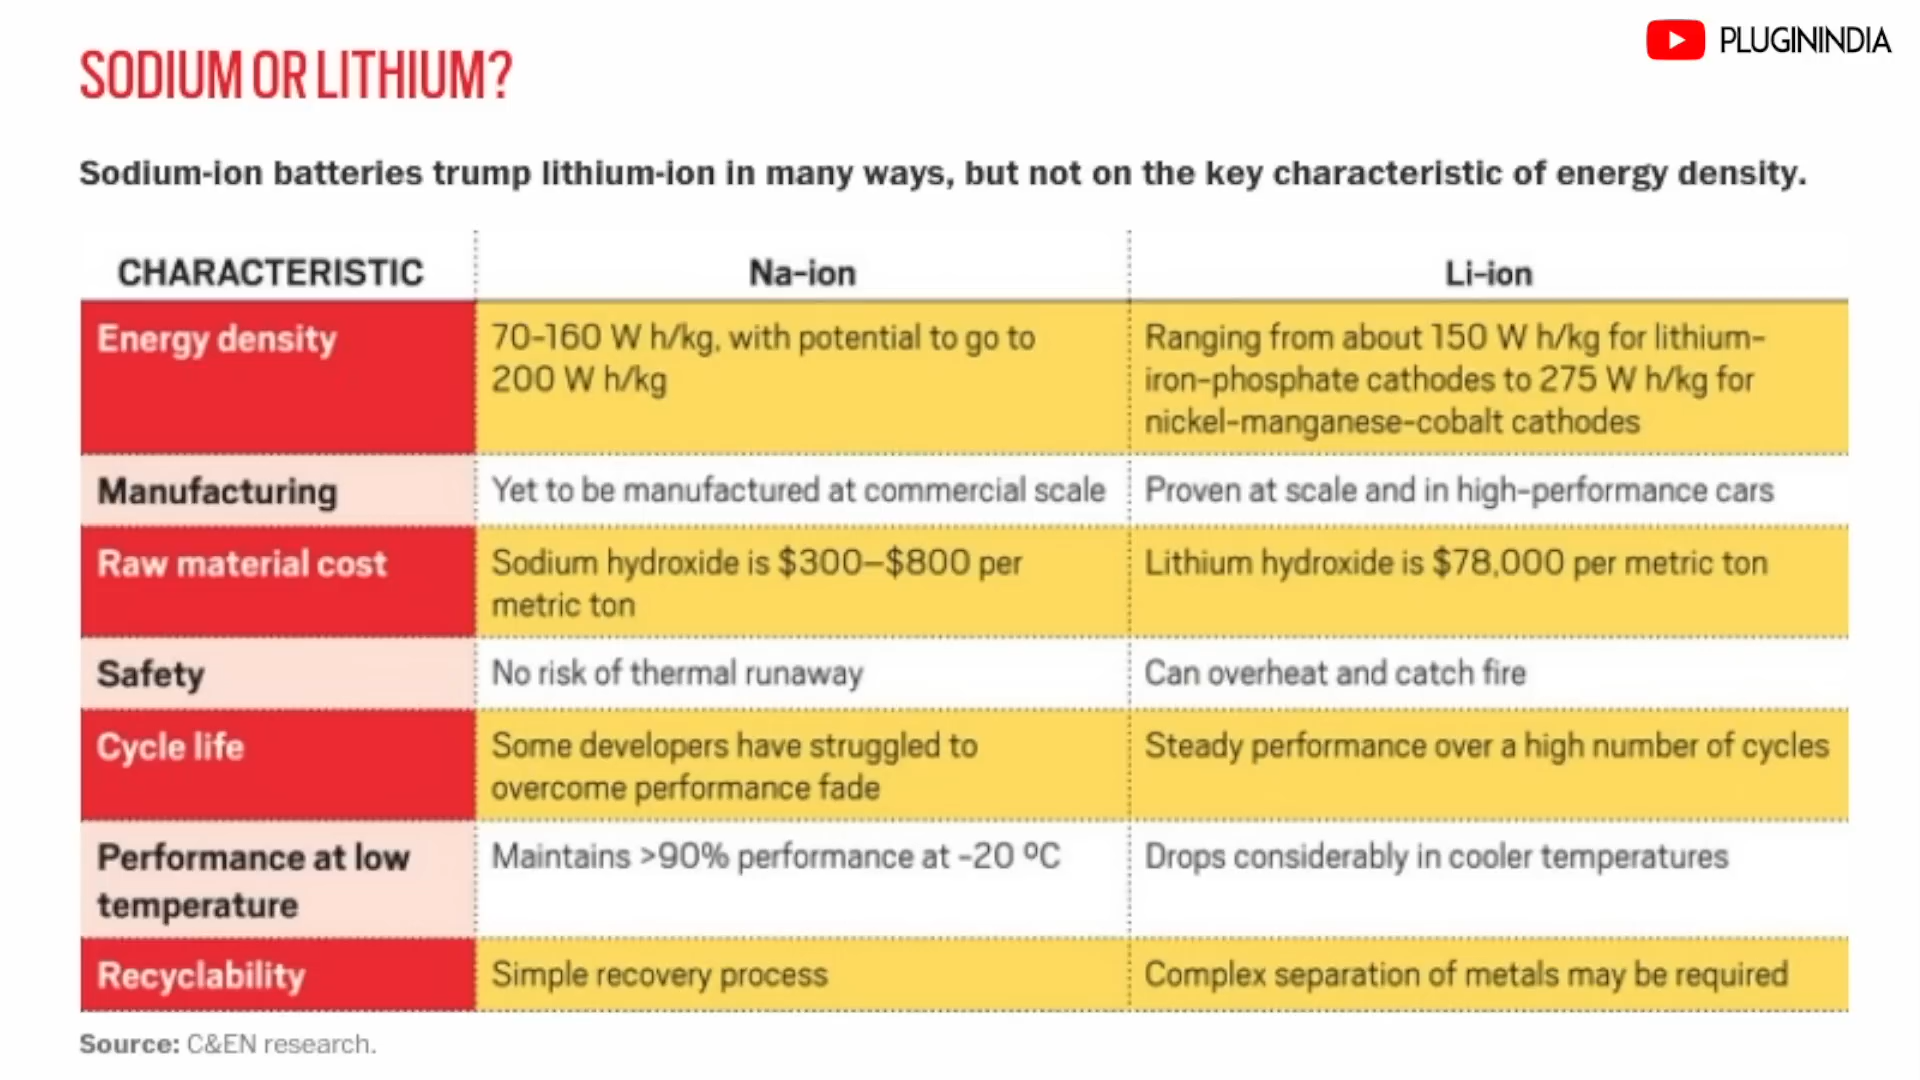 PLUGININDIA
SODIUM OR LITHIUM?
Sodium-ion batteries trump lithium-ion in many ways, but not on the key characteristic of energy density.
CHARACTERISTIC Na-ion Li-ion
Energy density
70-160 W h/kg, with potential to go to
200 W h/kg
Ranging from about 150 W h/kg for lithium-
iron-phosphate cathodes to 275 W h/kg for
nickel-manganese-cobalt cathodes
Manufacturing
Yet to be manufactured at commercial scale
Proven at scale and in high-performance cars
Raw material cost
Sodium hydroxide is $300–$800 per
metric ton
Lithium hydroxide is $78,000 per metric ton
Safety
No risk of thermal runaway
Can overheat and catch fire
Cycle life
Some developers have struggled to
overcome performance fade
Steady performance over a high number of cycles
Performance at low
temperature
Maintains >90% performance at -20 ºC
Drops considerably in cooler temperatures
Recyclability
Simple recovery process
Complex separation of metals may be required
Source: C&EN research.